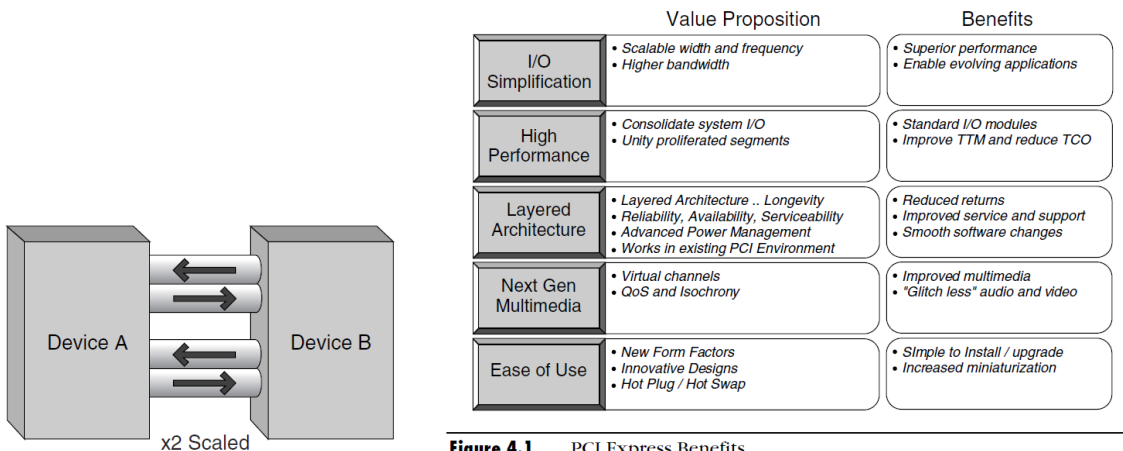 Device A
Device B
x2 Scaled
Value Proposition
Benefits
I/O
Simplification
• Scalable width and frequency
• Higher bandwidth
• Superior performance
• Enable evolving applications
High
Performance
• Consolidate system I/O
• Unity proliferated segments
• Standard I/O modules
• Improve TTM and reduce TCO
Layered
Architecture
• Layered Architecture .. Longevity
• Reliability, Availability, Serviceability
• Advanced Power Management
• Works in existing PCI Environment
• Reduced returns
• Improved service and support
• Smooth software changes
Next Gen
Multimedia
• Virtual channels
• QoS and Isochrony
• Improved multimedia
• "Glitch less" audio and video
Ease of Use
• New Form Factors
• Innovative Designs
• Hot Plug / Hot Swap
• SImple to Install / upgrade
• Increased miniaturization
Figure 4.1 PCI Express Benefits